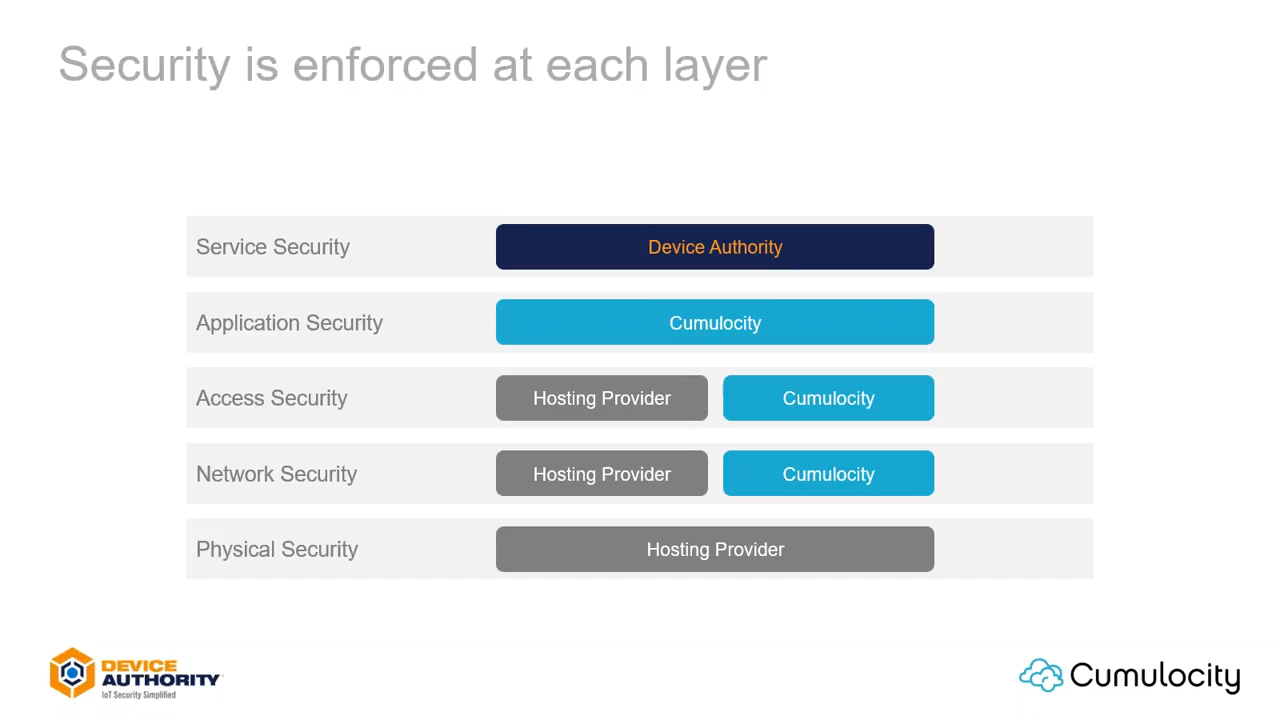 Security is enforced at each layer
Service Security
Device Authority
Application Security
Cumulocity
Access Security
Hosting Provider
Cumulocity
Network Security
Hosting Provider
Cumulocity
Physical Security
Hosting Provider
DEVICE
AUTHORITY
IoT Security Simplified
Cumulocity